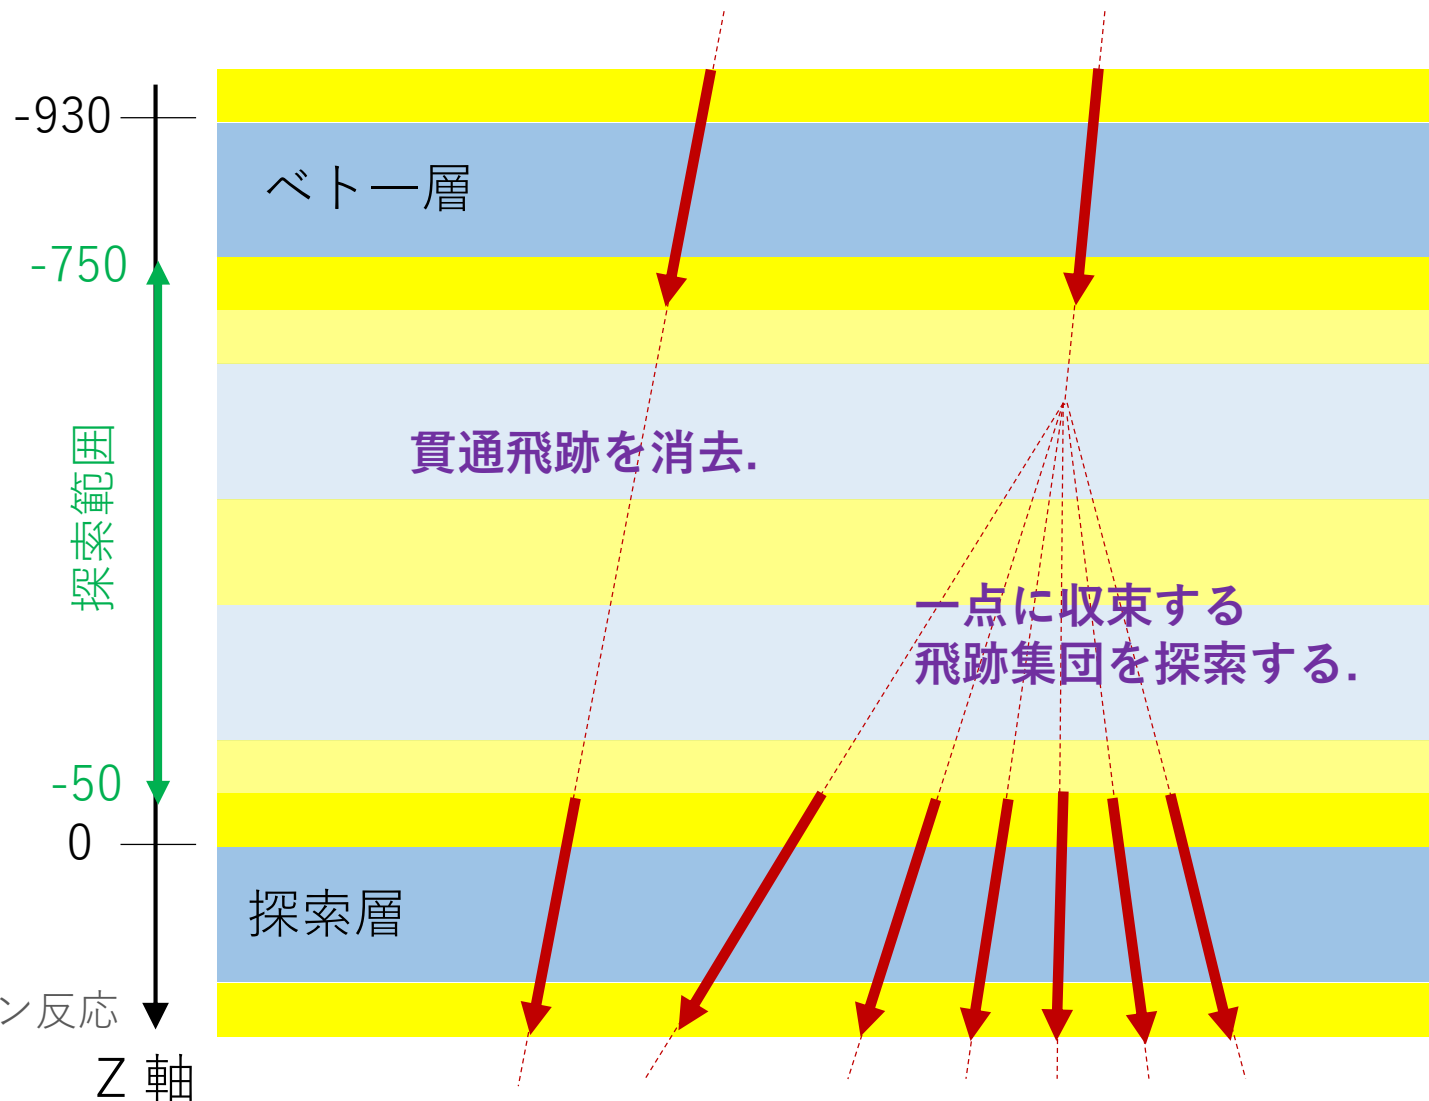 -930
ベトー層
-750
貫通飛跡を消去.
探索範囲
一点に収束する
飛跡集団を探索する.
-50
0
探索層
ン反応
Z 軸